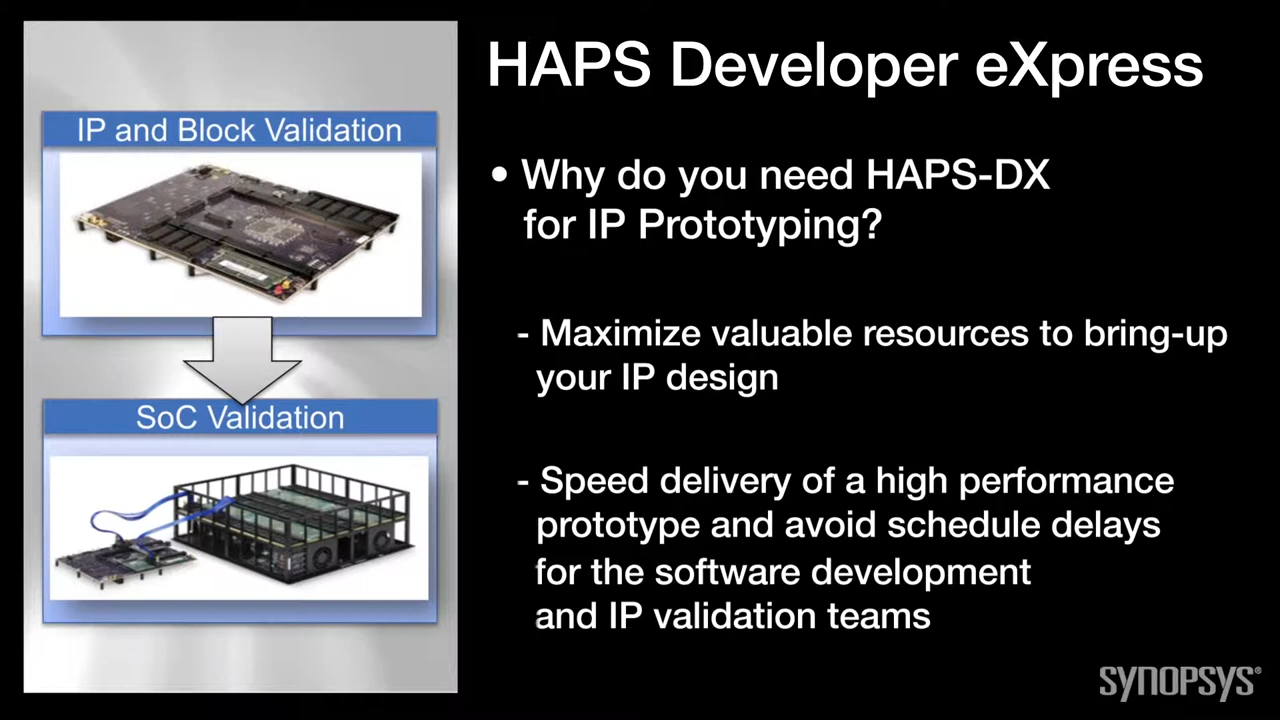 IP and Block Validation
SoC Validation
HAPS Developer eXpress
• Why do you need HAPS-DX
for IP Prototyping?
- Maximize valuable resources to bring-up
your IP design
- Speed delivery of a high performance
prototype and avoid schedule delays
for the software development
and IP validation teams
SYNOPSYS®